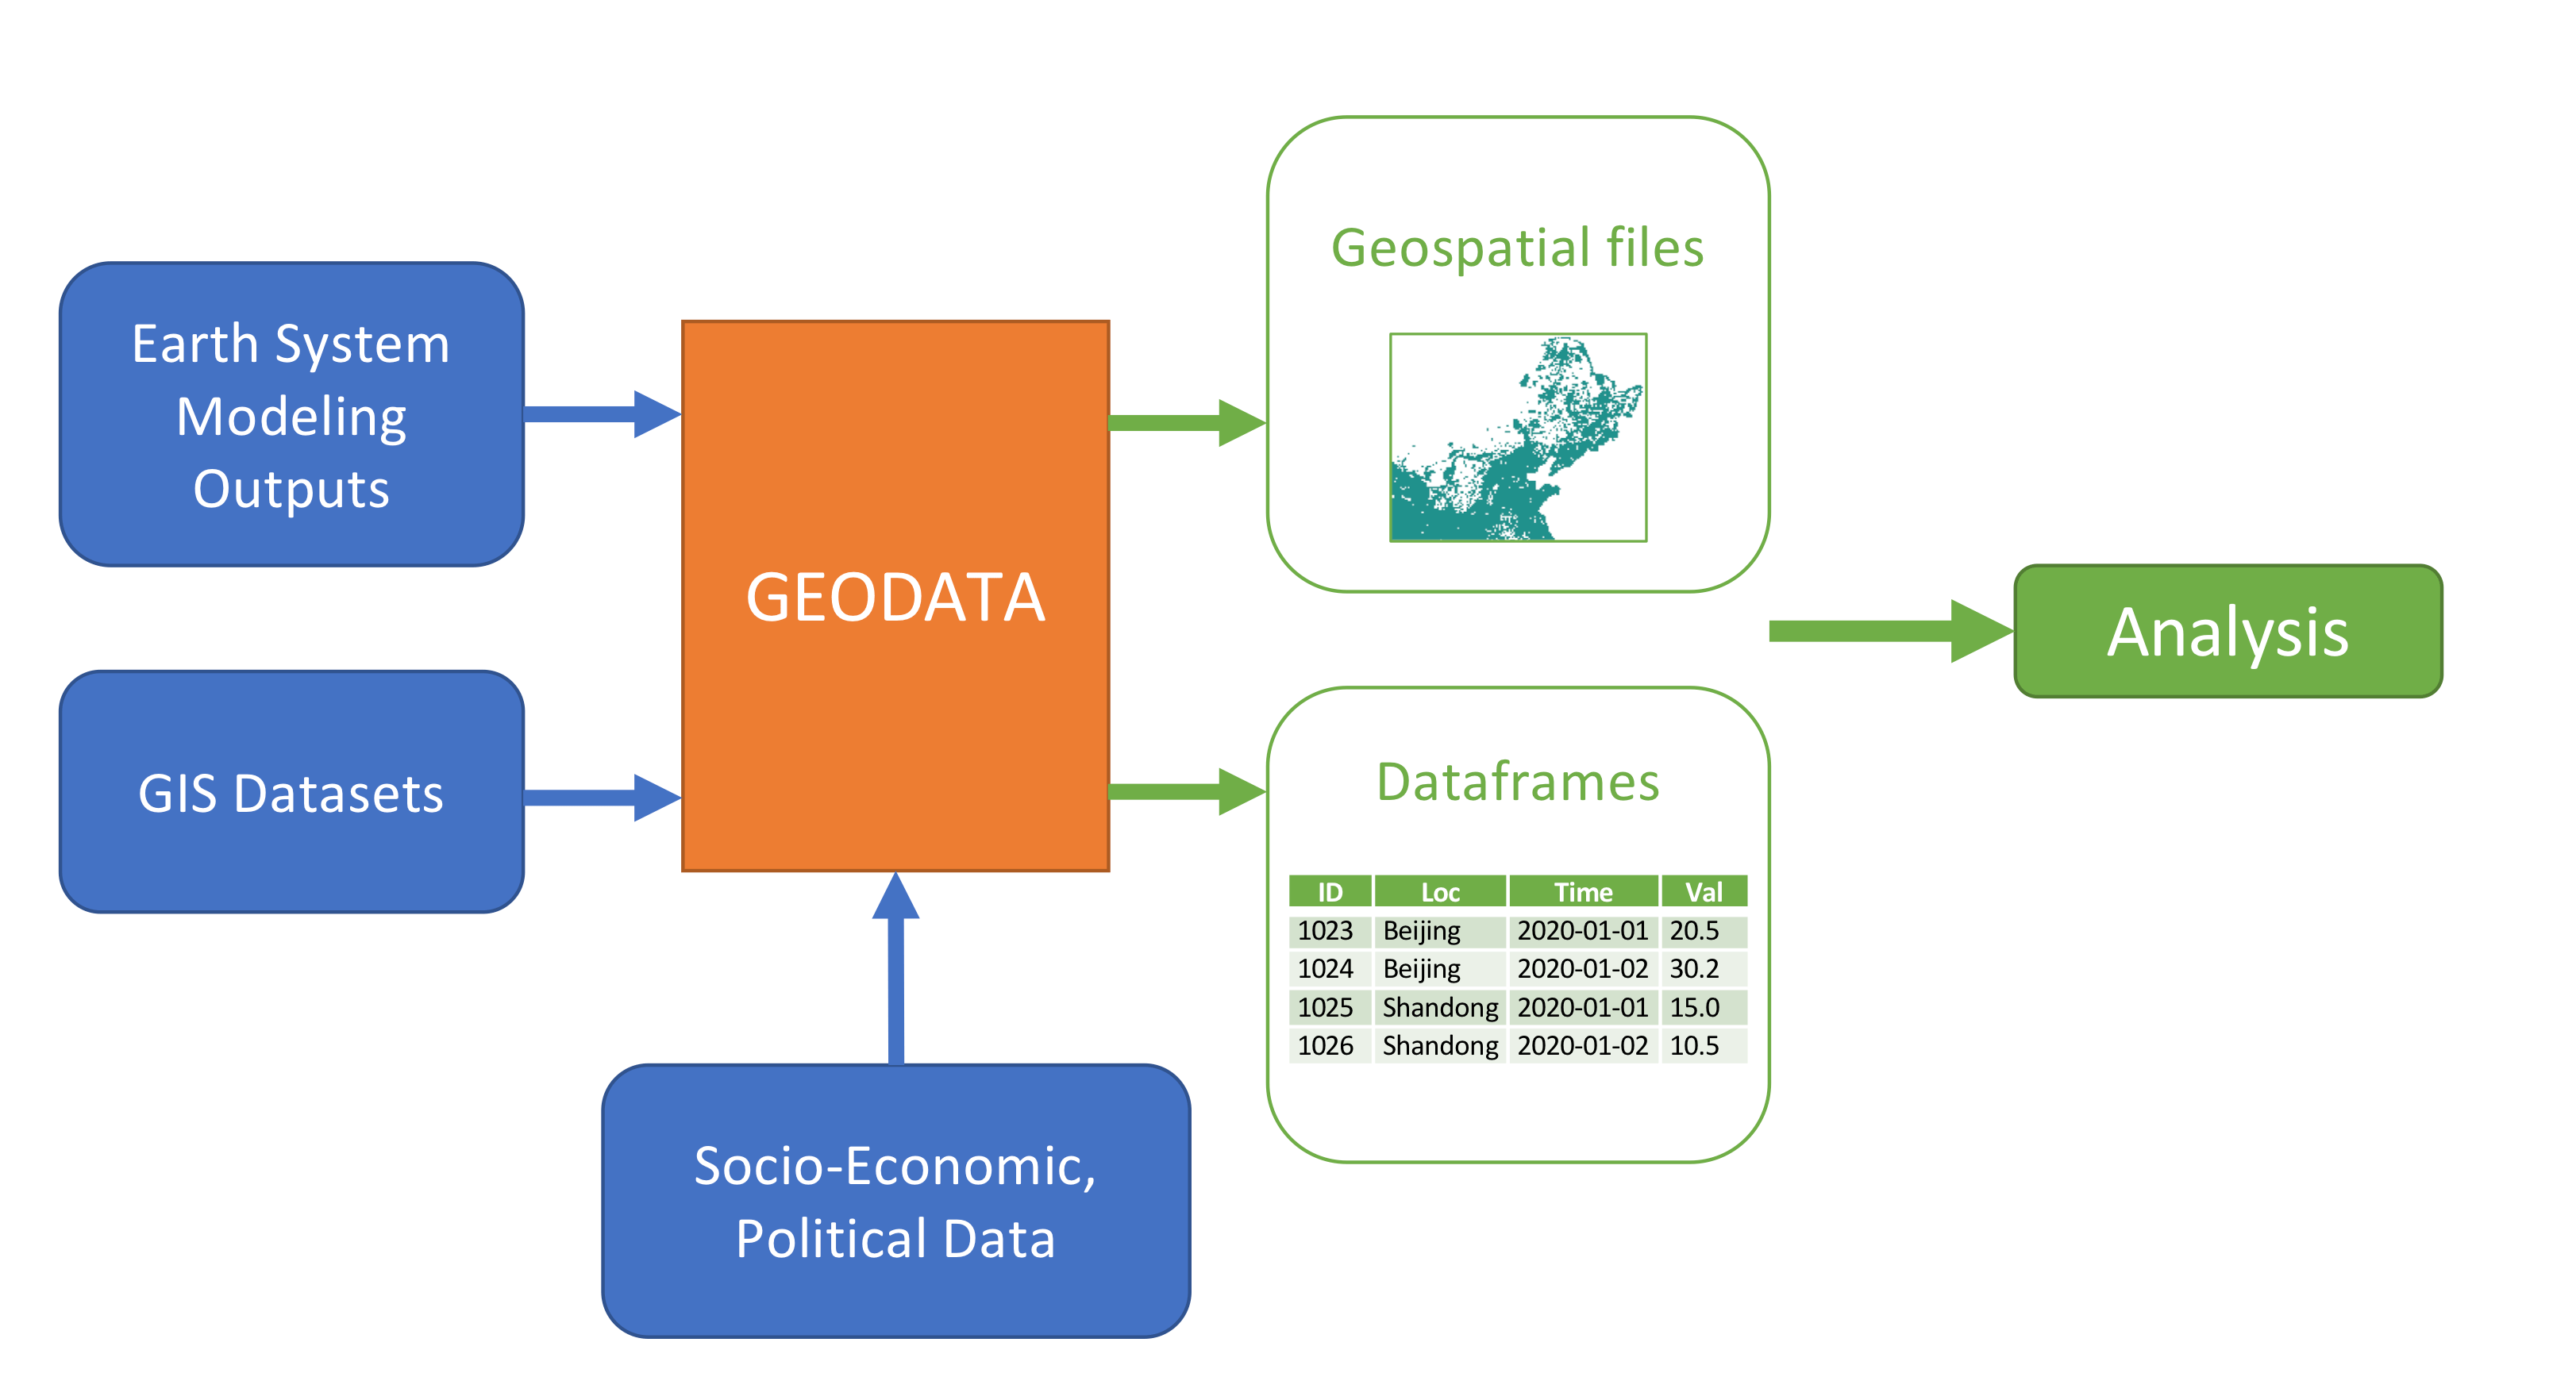 Earth System
Modeling
Outputs
GIS Datasets
GEODATA
Socio-Economic,
Political Data
Geospatial files
Dataframes
ID Loc Time Val
1023 Beijing 2020-01-01 20.5
1024 Beijing 2020-01-02 30.2
1025 Shandong 2020-01-01 15.0
1026 Shandong 2020-01-02 10.5
Analysis